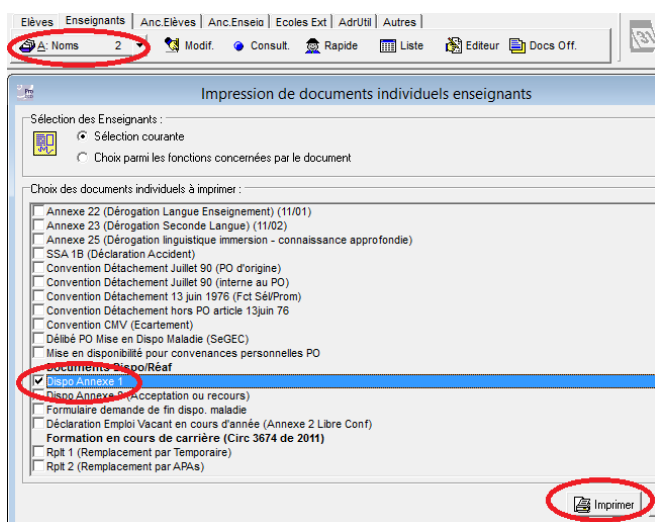 Elèves Enseignants Anc.Elèves Anc.Enseig Ecoles Ext AdrUtil Autres
A: Noms 2 Modif. Consult. Rapide Liste Editeur Docs Off.
Impression de documents individuels enseignants
Sélection des Enseignants :
Sélection courante
Choix parmi les fonctions concernées par le document
Choix des documents individuels à imprimer :
Annexe 22 (Dérogation Langue Enseignement) (11/01)
Annexe 23 (Dérogation Seconde Langue) (11/02)
Annexe 25 (Dérogation linguistique immersion - connaissance approfondie)
SSA 1B (Déclaration Accident)
Convention Détachement Juillet 90 (PO d'origine)
Convention Détachement Juillet 90 (interne au PO)
Convention Détachement 13 juin 1976 (Fct Sél/Prom)
Convention Détachement hors PO article 13juin 76
Convention CMV (Ecartement)
Délibé PO Mise en Dispo Maladie (SeGEC)
Mise en disponibilité pour convenances personnelles PO
Documents Dispo/Réaf
Dispo Annexe 1
Dispo Annexe (Acceptation ou recours)
Formulaire demande de fin dispo. maladie
Déclaration Emploi Vacant en cours d'année (Annexe 2 Libre Conf)
Formation en cours de carrière (Circ 3674 de 2011)
Rplt 1 (Remplacement par Temporaire)
Rplt 2 (Remplacement par APAs)
Imprimer